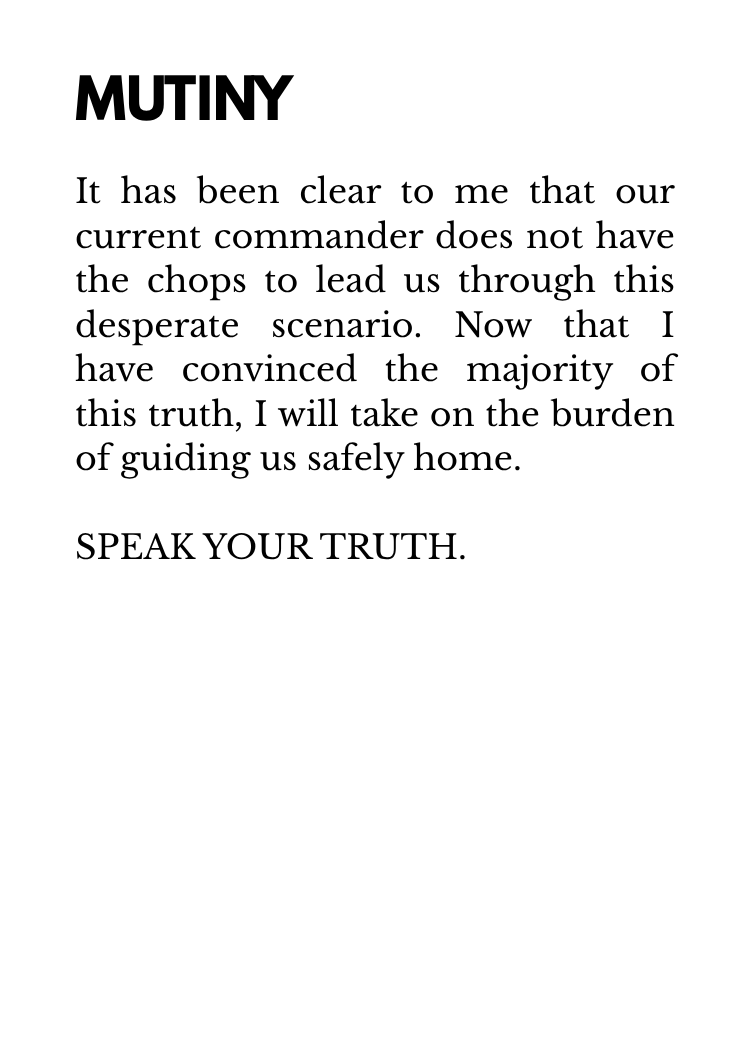 MUTINY
It has been clear to me that our
current commander does not have
the chops to lead us through this
desperate scenario. Now that I
have convinced the majority of
this truth, I will take on the burden
of guiding us safely home.
SPEAK YOUR TRUTH.